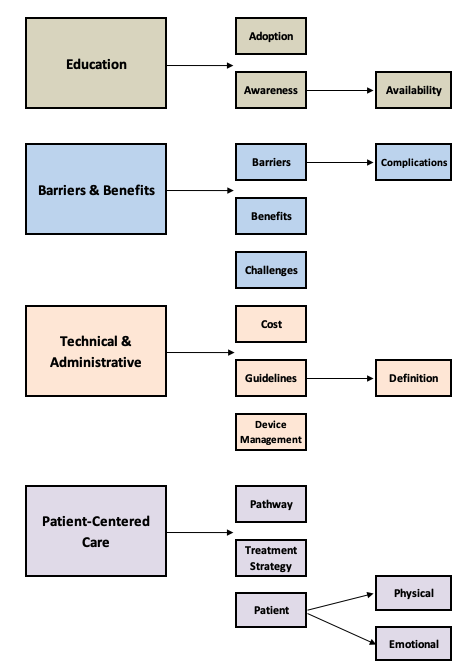 Education
Adoption
Awareness
Availability
Barriers & Benefits
Barriers
Complications
Benefits
Challenges
Technical &
Administrative
Cost
Guidelines
Definition
Device
Management
Patient-Centered
Care
Pathway
Treatment
Strategy
Patient
Physical
Emotional